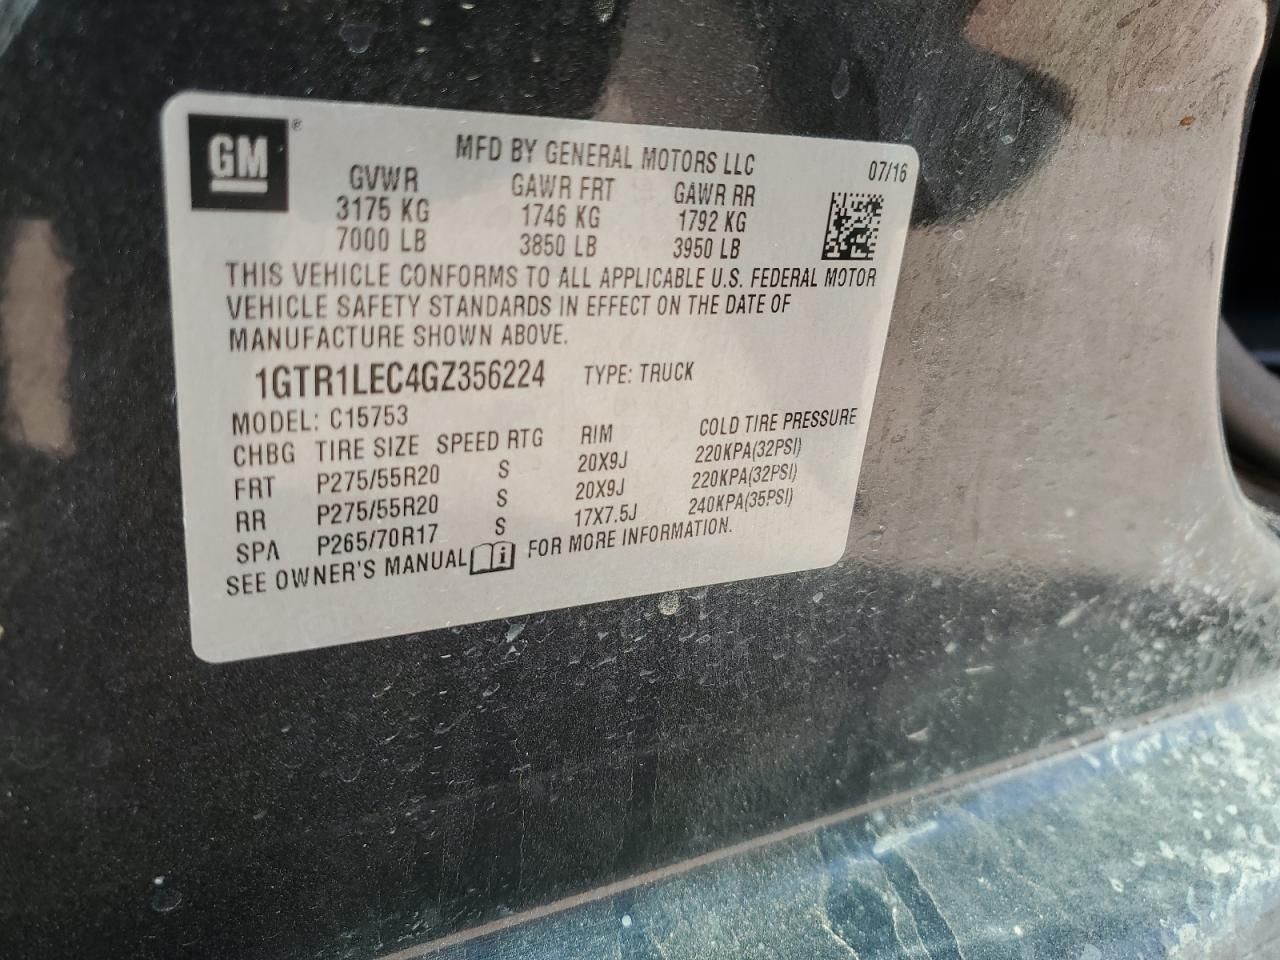 GM ®
MFD BY GENERAL MOTORS LLC 07/16
GVWR GAWR FRT GAWR RR
3175 KG 1746 KG 1792 KG
7000 LB 3850 LB 3950 LB
THIS VEHICLE CONFORMS TO ALL APPLICABLE U.S. FEDERAL MOTOR
VEHICLE SAFETY STANDARDS IN EFFECT ON THE DATE OF
MANUFACTURE SHOWN ABOVE.
1GTR1LEC4GZ356224 TYPE: TRUCK
MODEL: C15753
CHBG TIRE SIZE SPEED RTG RIM COLD TIRE PRESSURE
FRT P275/55R20 S 20X9J 220KPA(32PSI)
RR P275/55R20 S 20X9J 220KPA(32PSI)
SPA P265/70R17 S 17X7.5J 240KPA(35PSI)
SEE OWNER'S MANUAL i FOR MORE INFORMATION.